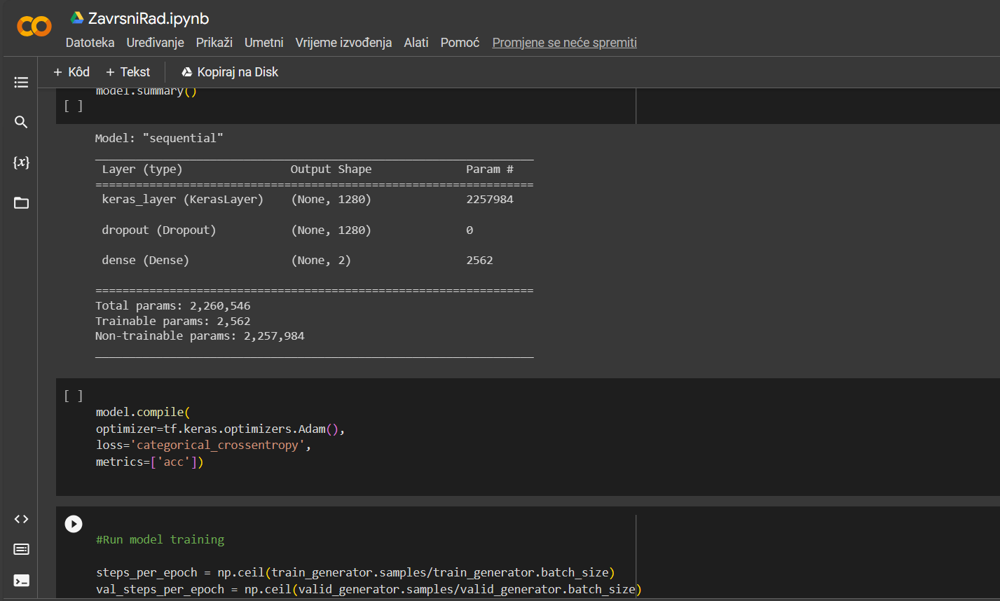 ZavrsniRad.ipynb
Datoteka Uređivanje Prikaži Umetni Vrijeme izvođenja Alati Pomoć Promjene se neće spremiti
+ Kôd + Tekst Kopiraj na Disk
model.summary()
[ ]
{x}
Model: "sequential"
_________________________________________________________________
Layer (type) Output Shape Param #
=================================================================
keras_layer (KerasLayer) (None, 1280) 2257984
dropout (Dropout) (None, 1280) 0
dense (Dense) (None, 2) 2562
=================================================================
Total params: 2,260,546
Trainable params: 2,562
Non-trainable params: 2,257,984
_________________________________________________________________
[ ]
model.compile(
optimizer=tf.keras.optimizers.Adam(),
loss='categorical_crossentropy',
metrics=['acc'])
#Run model training
steps_per_epoch = np.ceil(train_generator.samples/train_generator.batch_size)
val_steps_per_epoch = np.ceil(valid_generator.samples/valid_generator.batch_size)